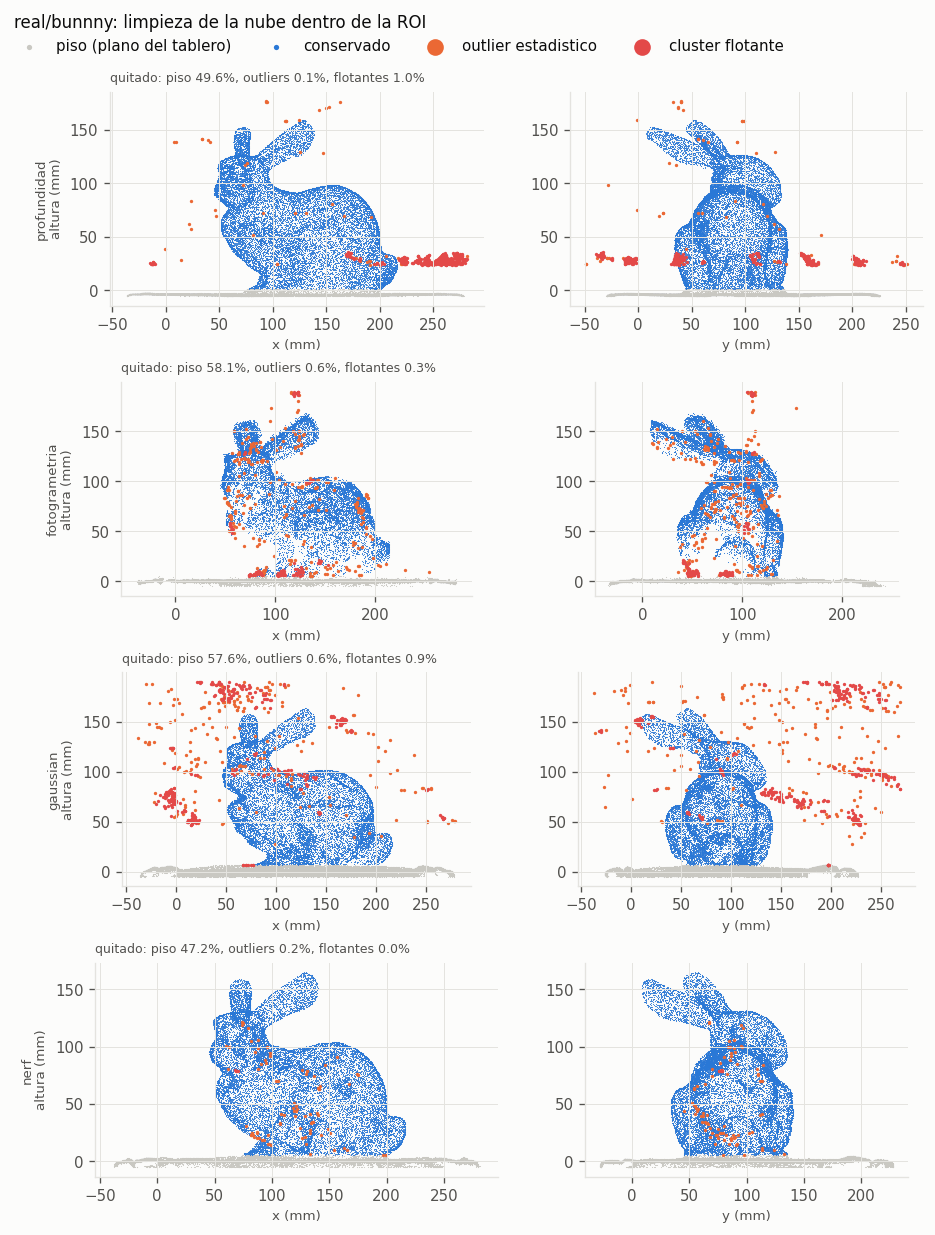 real/bunnny: limpieza de la nube dentro de la ROI
piso (plano del tablero) conservado outlier estadistico cluster flotante
quitado: piso 49.6%, outliers 0.1%, flotantes 1.0%
profundidad
altura (mm)
150
100
50
0
−50 0 50 100 150 200 250
x (mm)
150
100
50
0
−50 0 50 100 150 200 250
y (mm)
quitado: piso 58.1%, outliers 0.6%, flotantes 0.3%
fotogrametria
altura (mm)
150
100
50
0
0 100 200
x (mm)
150
100
50
0
0 100 200
y (mm)
quitado: piso 57.6%, outliers 0.6%, flotantes 0.9%
gaussian
altura (mm)
150
100
50
0
−50 0 50 100 150 200 250
x (mm)
150
100
50
0
−50 0 50 100 150 200 250
y (mm)
quitado: piso 47.2%, outliers 0.2%, flotantes 0.0%
nerf
altura (mm)
150
100
50
0
−50 0 50 100 150 200 250
x (mm)
150
100
50
0
0 50 100 150 200
y (mm)